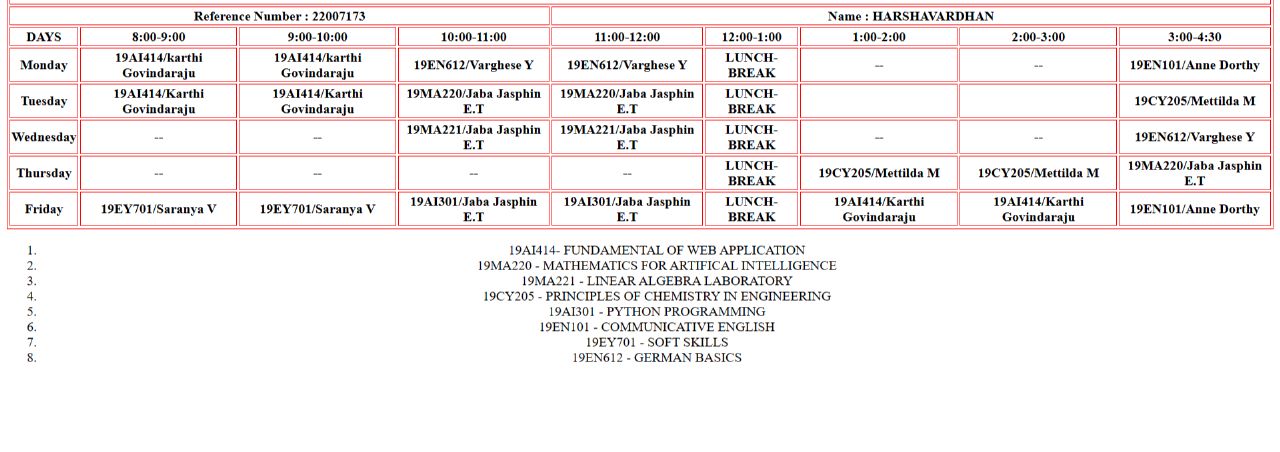 Reference Number : 22007173 Name : HARSHAVARDHAN
DAYS 8:00-9:00 9:00-10:00 10:00-11:00 11:00-12:00 12:00-1:00 1:00-2:00 2:00-3:00 3:00-4:30
Monday 19AI414/karthi Govindaraju 19AI414/karthi Govindaraju 19EN612/Varghese Y 19EN612/Varghese Y LUNCH-BREAK -- -- 19EN101/Anne Dorthy
Tuesday 19AI414/Karthi Govindaraju 19AI414/Karthi Govindaraju 19MA220/Jaba Jasphin E.T 19MA220/Jaba Jasphin E.T LUNCH-BREAK 19CY205/Mettilda M
Wednesday -- -- 19MA221/Jaba Jasphin E.T 19MA221/Jaba Jasphin E.T LUNCH-BREAK -- -- 19EN612/Varghese Y
Thursday -- -- -- -- LUNCH-BREAK 19CY205/Mettilda M 19CY205/Mettilda M 19MA220/Jaba Jasphin E.T
Friday 19EY701/Saranya V 19EY701/Saranya V 19AI301/Jaba Jasphin E.T 19AI301/Jaba Jasphin E.T LUNCH-BREAK 19AI414/Karthi Govindaraju 19AI414/Karthi Govindaraju 19EN101/Anne Dorthy
1. 19AI414- FUNDAMENTAL OF WEB APPLICATION
2. 19MA220 - MATHEMATICS FOR ARTIFICAL INTELLIGENCE
3. 19MA221 - LINEAR ALGEBRA LABORATORY
4. 19CY205 - PRINCIPLES OF CHEMISTRY IN ENGINEERING
5. 19AI301 - PYTHON PROGRAMMING
6. 19EN101 - COMMUNICATIVE ENGLISH
7. 19EY701 - SOFT SKILLS
8. 19EN612 - GERMAN BASICS